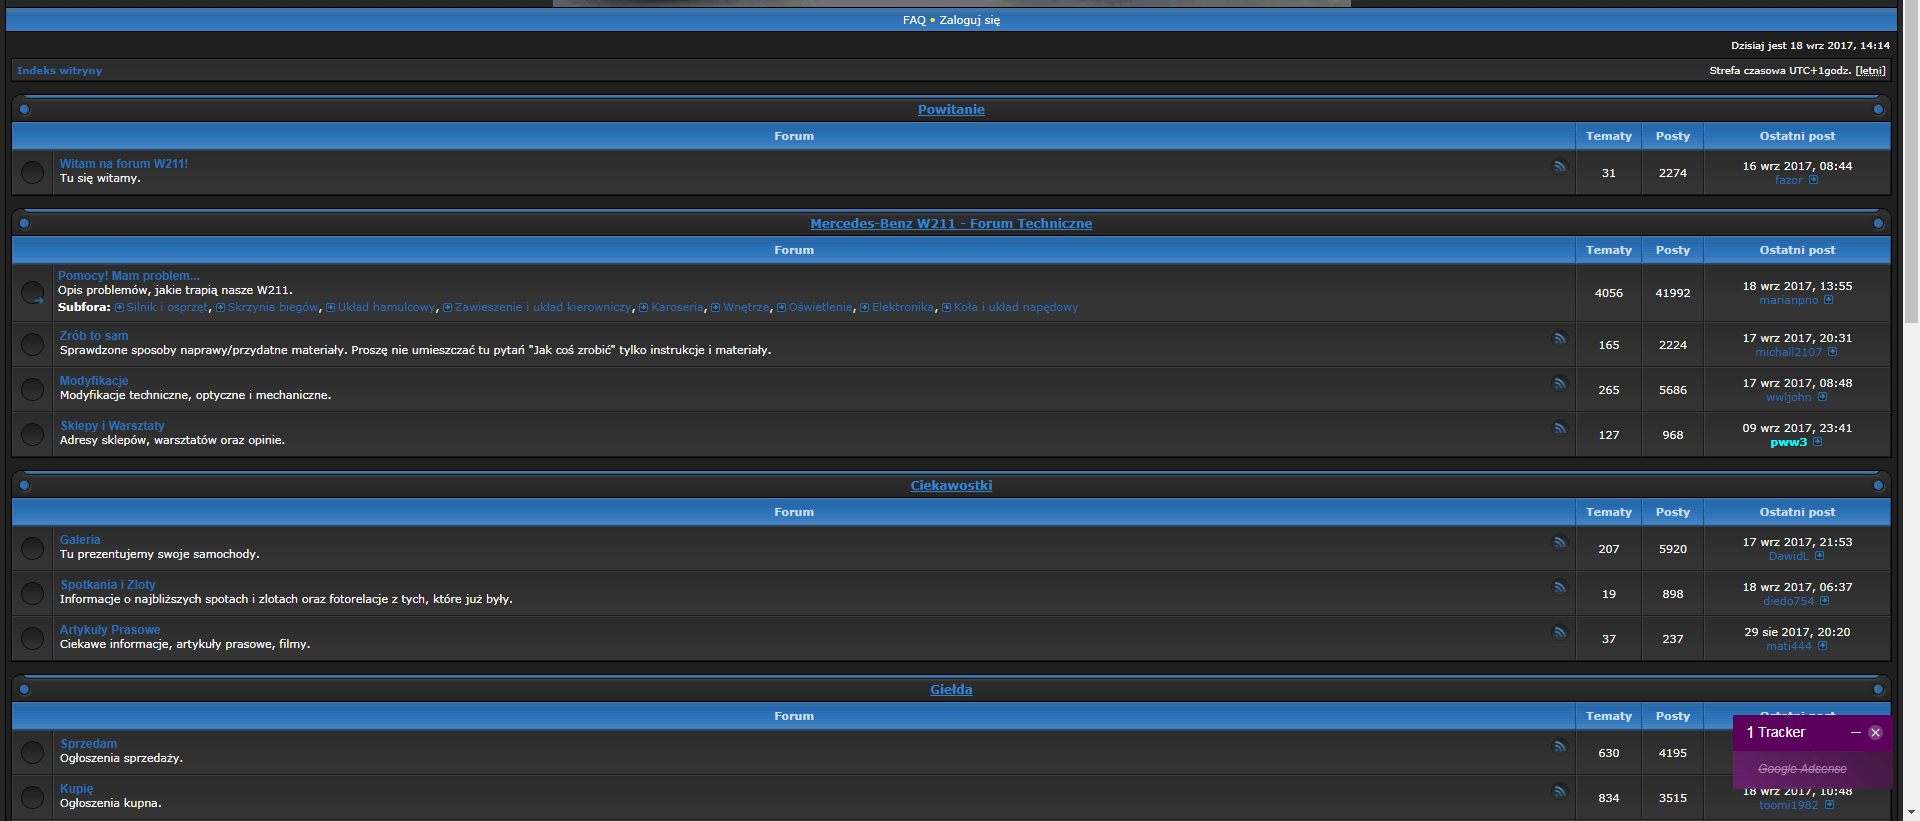 FAQ • Zaloguj się
Dzisiaj jest 18 wrz 2017, 14:14
Indeks witryny
Strefa czasowa UTC+1godz. [letni]
Powitanie
Forum Tematy Posty Ostatni post
Witam na forum W211!
Tu się witamy.
31 2274 16 wrz 2017, 08:44
fazor
Mercedes-Benz W211 - Forum Techniczne
Forum Tematy Posty Ostatni post
Pomocy! Mam problem...
Opis problemów, jakie trapią nasze W211.
Subfora: Silnik i osprzęt, Skrzynia biegów, Układ hamulcowy, Zawieszenie i układ kierowniczy, Karoseria, Wnętrze, Oświetlenie, Elektronika, Koła i układ napędowy
4056 41992 18 wrz 2017, 13:55
marianpno
Zrób to sam
Sprawdzone sposoby naprawy/przydatne materiały. Proszę nie umieszczać tu pytań "Jak coś zrobić" tylko instrukcje i materiały.
165 2224 17 wrz 2017, 20:31
michall2107
Modyfikacje
Modyfikacje techniczne, optyczne i mechaniczne.
265 5686 17 wrz 2017, 08:48
wwljohn
Sklepy i Warsztaty
Adresy sklepów, warsztatów oraz opinie.
127 968 09 wrz 2017, 23:41
pww3
Ciekawostki
Forum Tematy Posty Ostatni post
Galeria
Tu prezentujemy swoje samochody.
207 5920 17 wrz 2017, 21:53
DawidL
Spotkania i Zloty
Informacje o najbliższych spotach i zlotach oraz fotorelacje z tych, które już były.
19 898 18 wrz 2017, 06:37
diedo754
Artykuły Prasowe
Ciekawe informacje, artykuły prasowe, filmy.
37 237 29 sie 2017, 20:20
mati444
Giełda
Forum Tematy Posty Ostatni post
1 Tracker
Google Adsense
Sprzedam
Ogłoszenia sprzedaży.
630 4195
Kupię
Ogłoszenia kupna.
834 3515 18 wrz 2017, 10:48
toomi1982